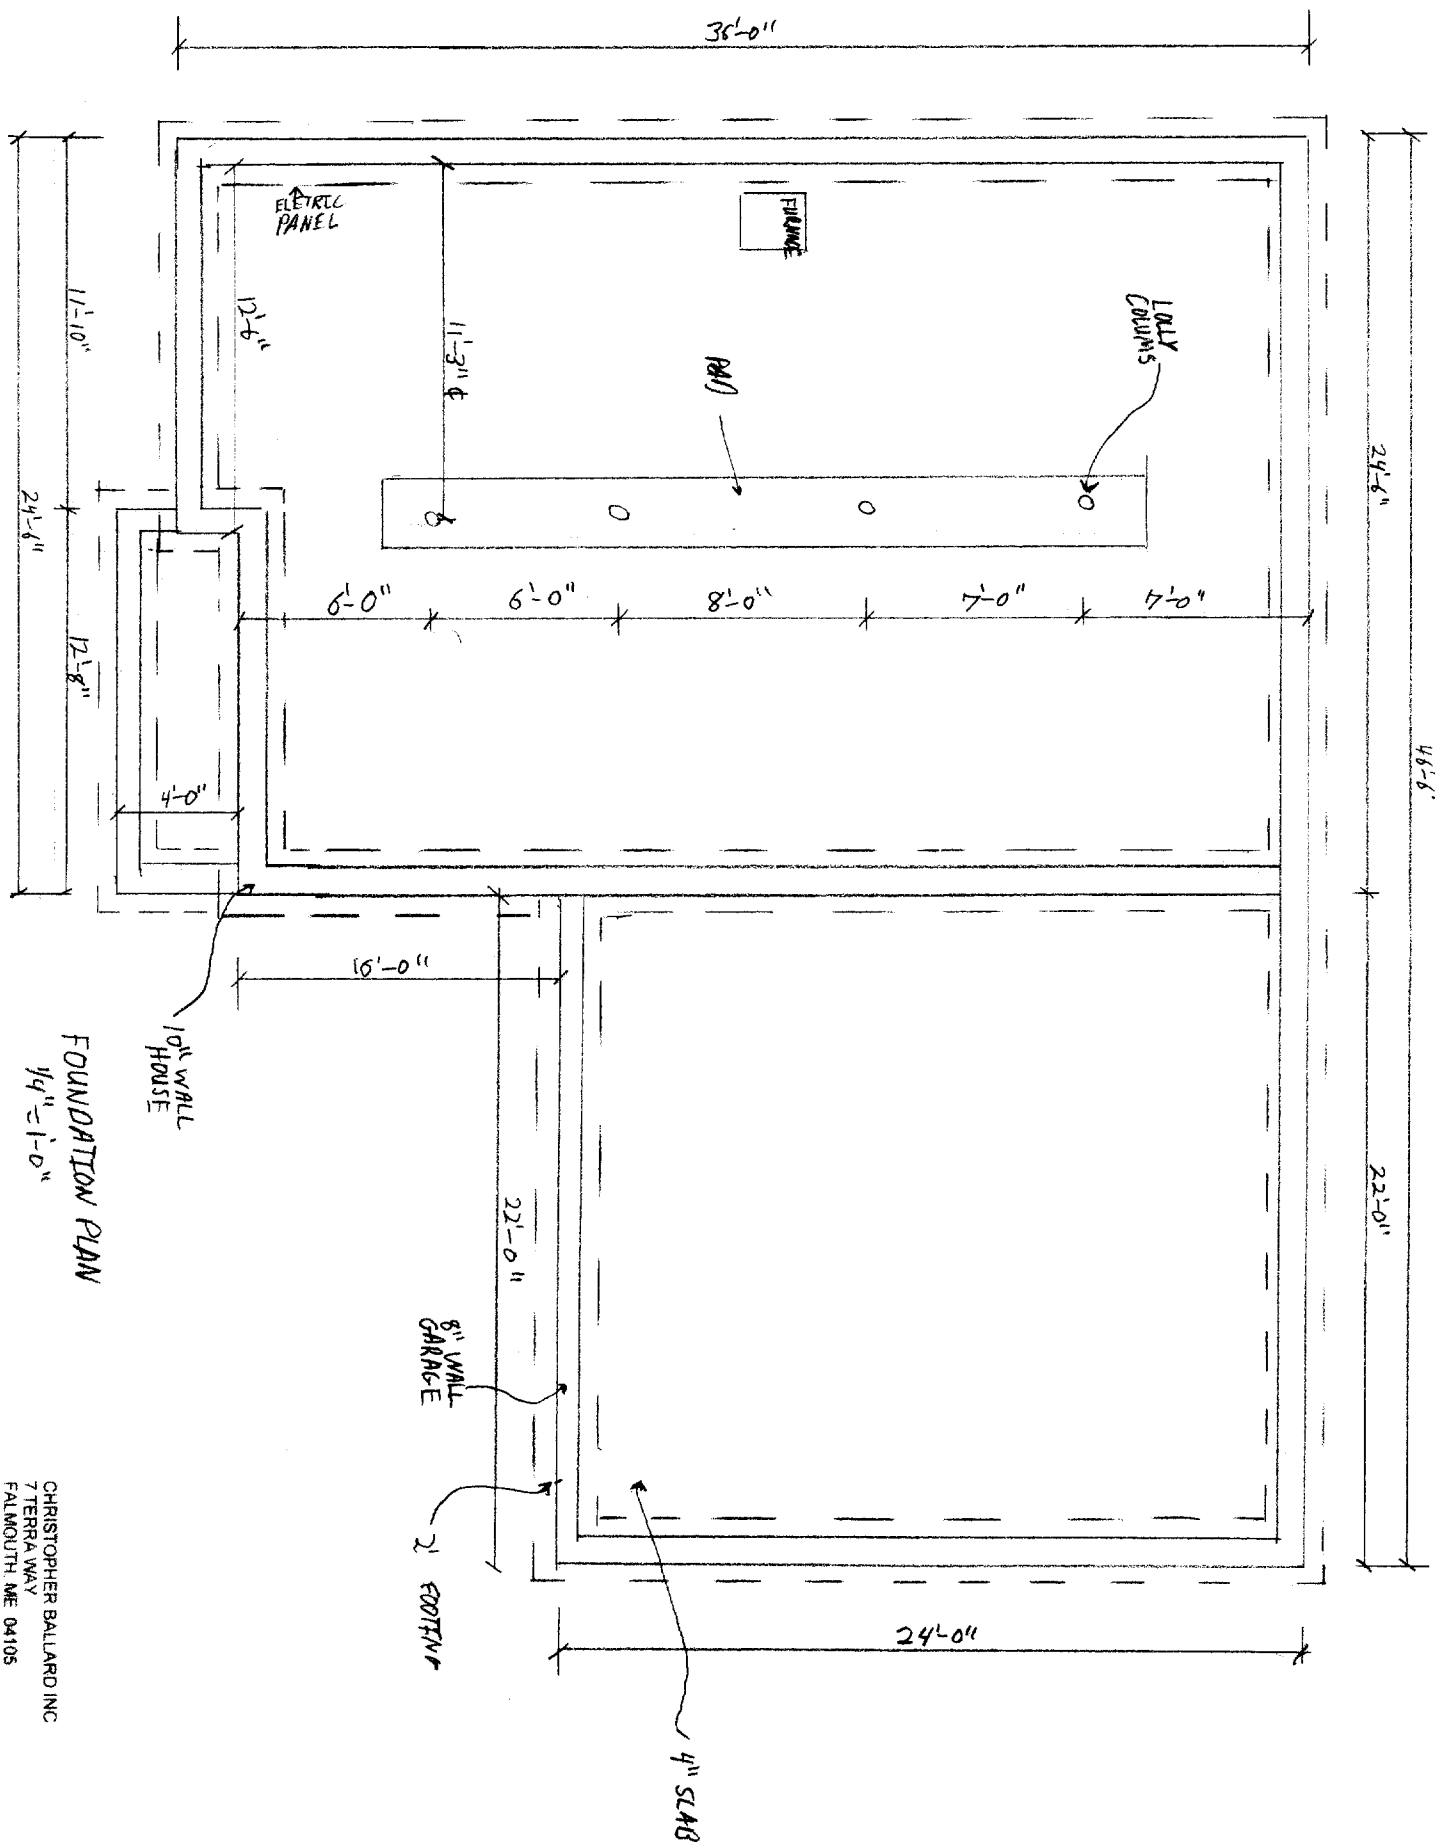 36'-0"
46'-6'
24'-6"
22'-0"
ELETRIC
PANEL
FURNACE
LOLLY
COLUMS
PAD
12'-6"
11'-3" ₵
11'-10"
24'-6"
12'-8"
4'-0"
6'-0"
6'-0"
8'-0"
7'-0"
7'-0"
16'-0"
10" WALL
HOUSE
22'-0"
8" WALL
GARAGE
2' FOOTING
24'-0"
4" SLAB
FOUNDATION PLAN
1/4" = 1'-0"
CHRISTOPHER BALLARD INC
7 TERRA WAY
FALMOUTH ME 04105